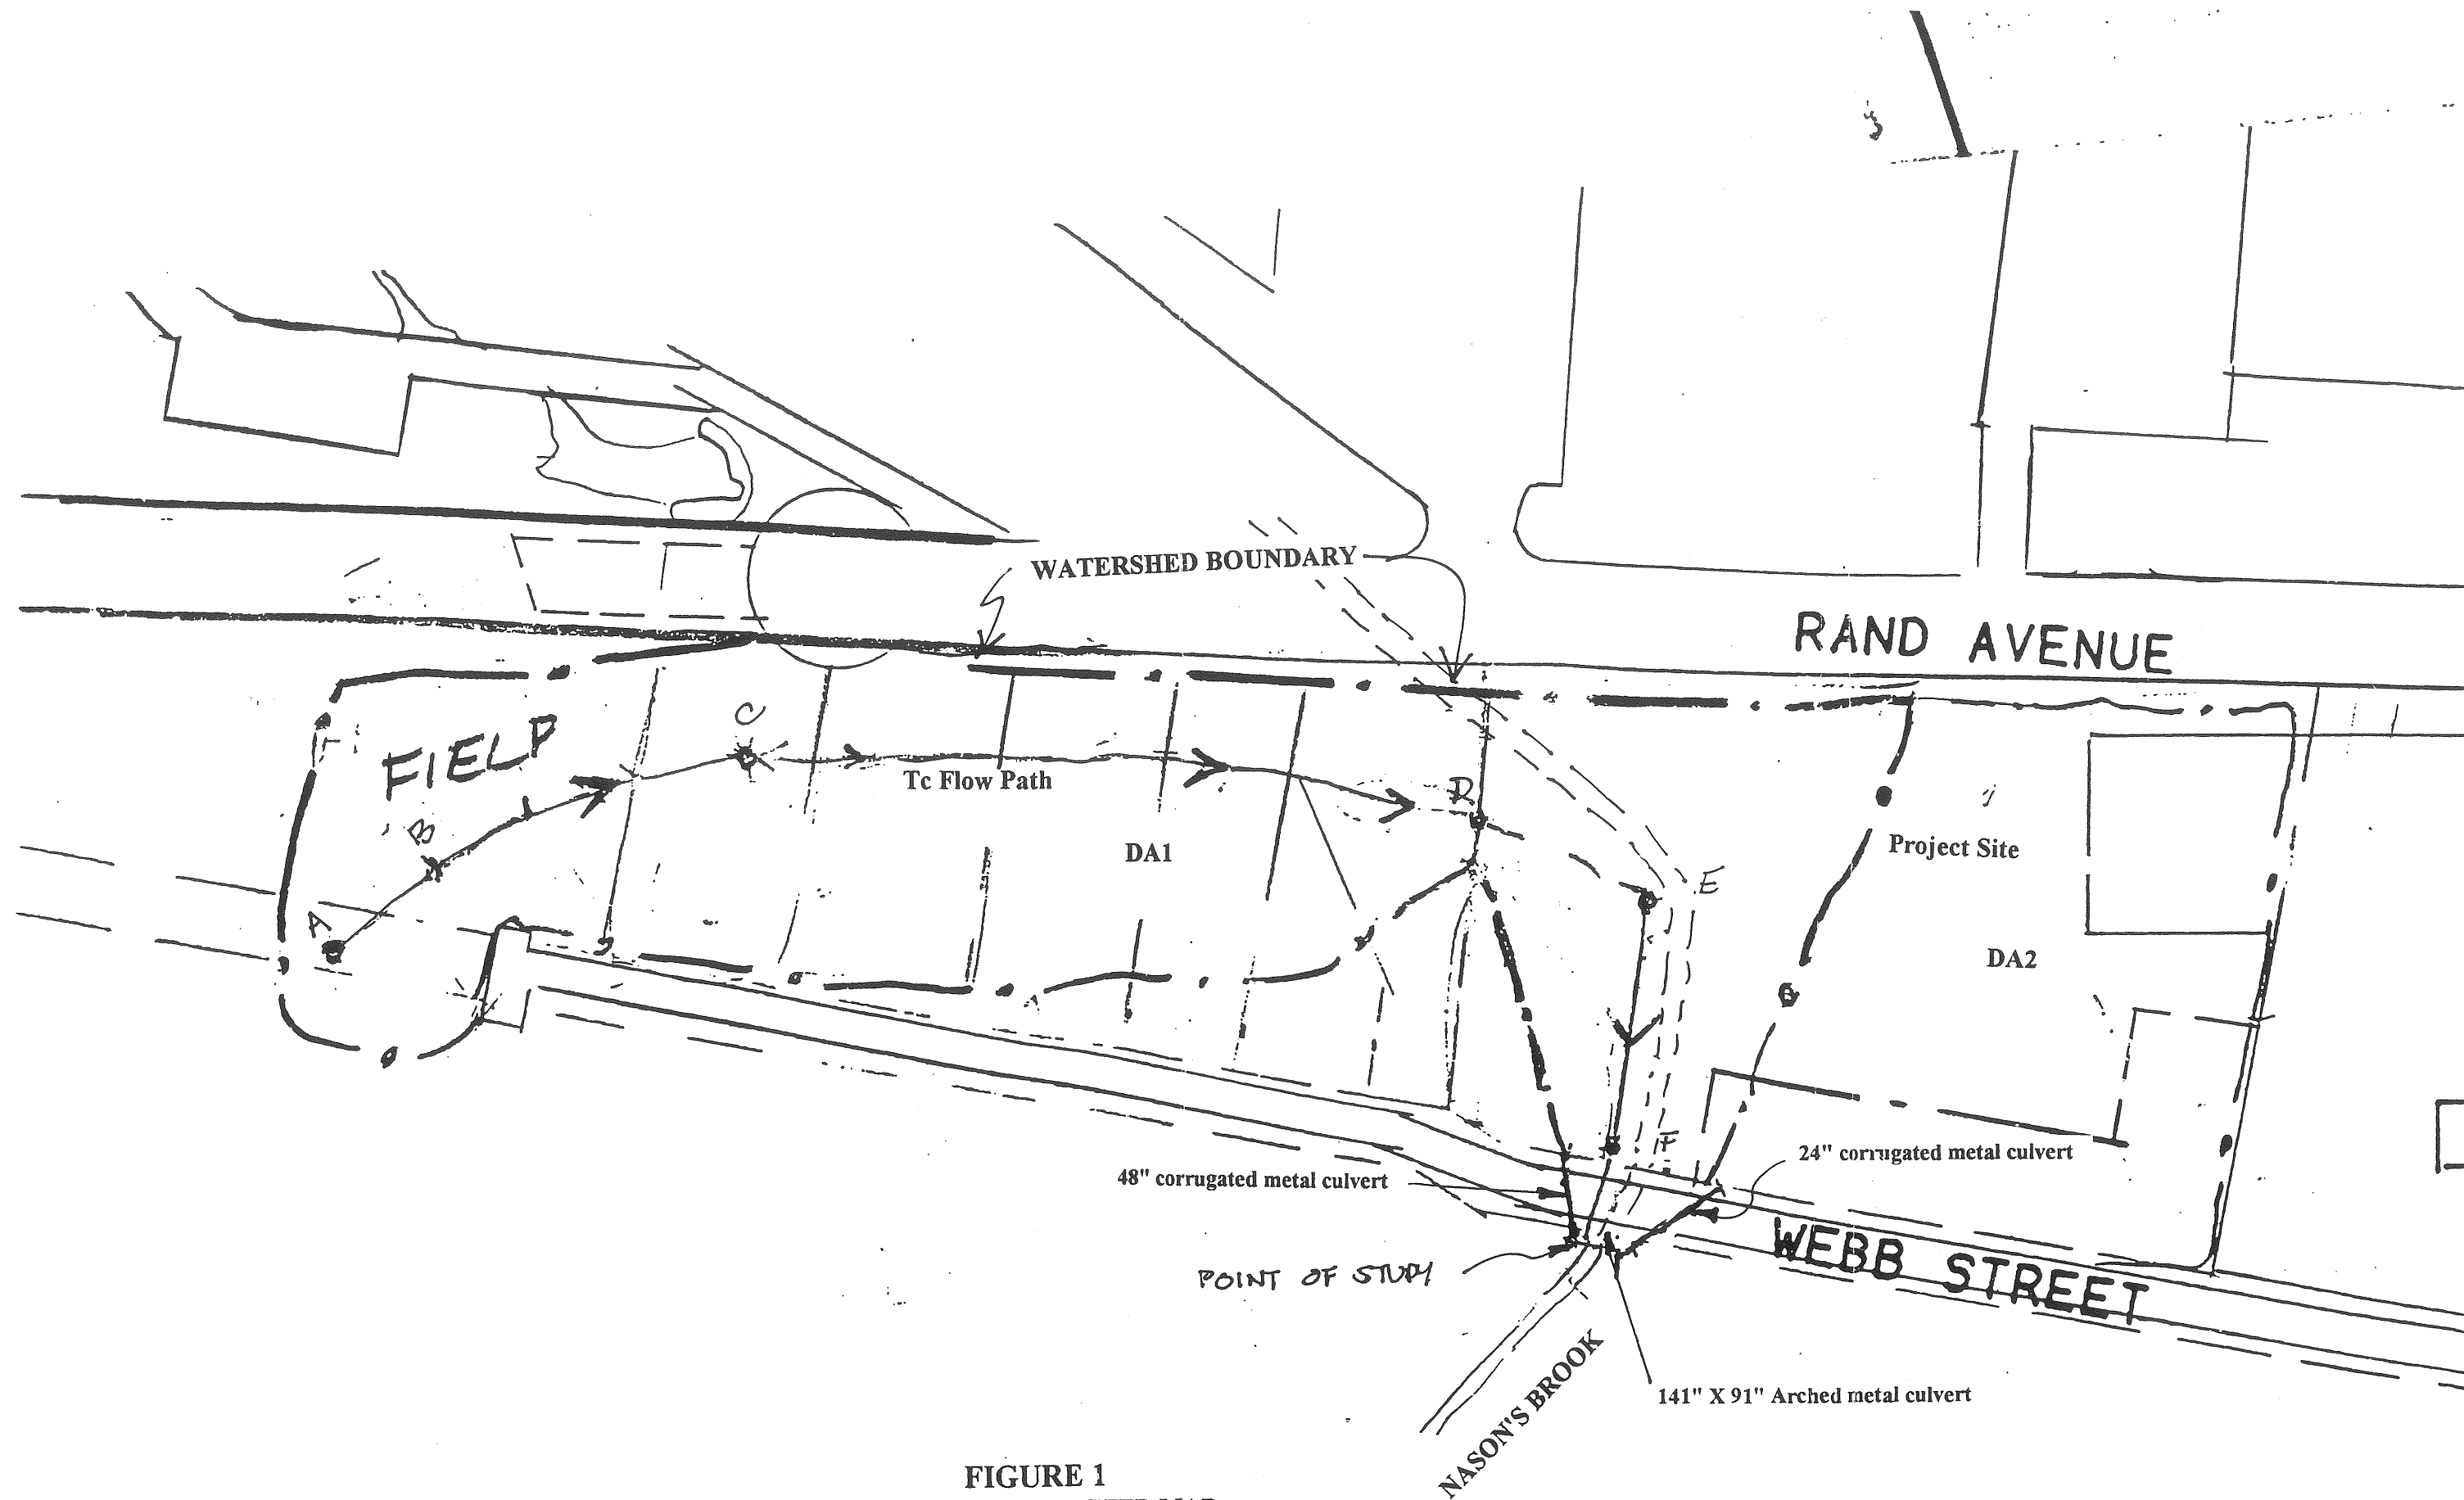 WATERSHED BOUNDARY
RAND AVENUE
C
FIELD
Tc Flow Path
D
B
DA1
Project Site
E
A
DA2
F
24" corrugated metal culvert
48" corrugated metal culvert
WEBB STREET
POINT OF STUDY
NASON'S BROOK
141" X 91" Arched metal culvert
FIGURE 1